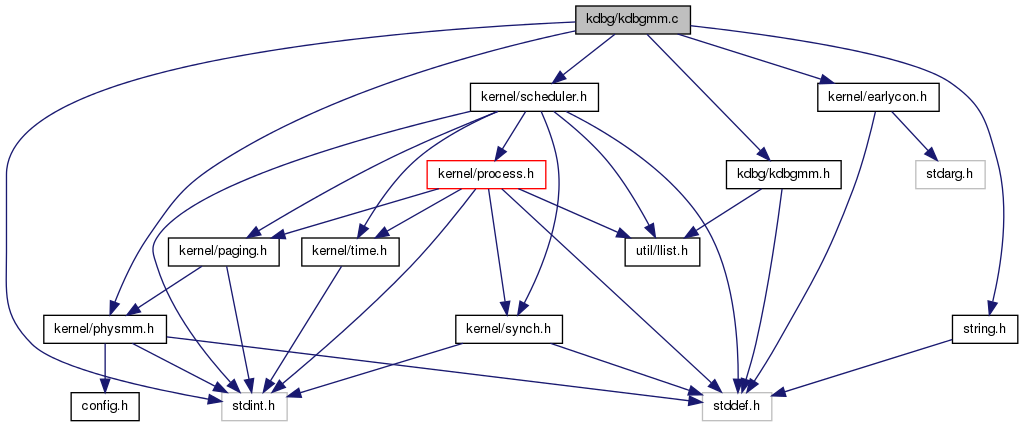 kdbg/kdbgmm.c
kernel/scheduler.h
kernel/earlycon.h
kernel/process.h
kdbg/kdbgmm.h
stdarg.h
kernel/paging.h
kernel/time.h
util/llist.h
kernel/physmm.h
kernel/synch.h
string.h
config.h
stdint.h
stddef.h